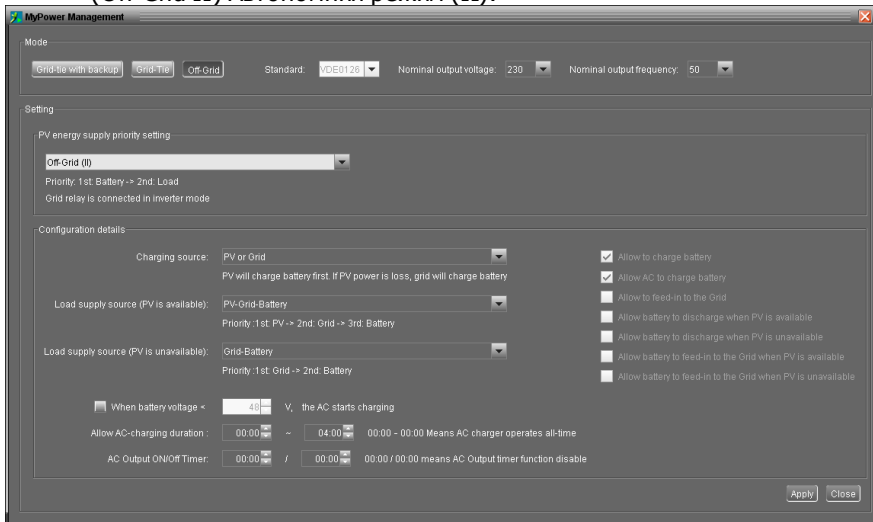 (Off-Grid II) Автономний режим (II):
MyPower Management
Mode
Grid-tie with backup Grid-Tie Off-Grid Standard: VDE0126 Nominal output voltage: 230 Nominal output frequency: 50
Setting
PV energy supply priority setting
Off-Grid (II)
Priority: 1st: Battery -> 2nd: Load
Grid relay is connected in inverter mode
Configuration details
Charging source: PV or Grid
PV will charge battery first. If PV power is loss, grid will charge battery
Load supply source (PV is available): PV-Grid-Battery
Priority :1st: PV -> 2nd: Grid -> 3rd: Battery
Load supply source (PV is unavailable): Grid-Battery
Priority :1st: Grid -> 2nd: Battery
Allow to charge battery
Allow AC to charge battery
Allow to feed-in to the Grid
Allow battery to discharge when PV is available
Allow battery to discharge when PV is unavailable
Allow battery to feed-in to the Grid when PV is available
Allow battery to feed-in to the Grid when PV is unavailable
When battery voltage < 48 V, the AC starts charging
Allow AC-charging duration : 00:00 ~ 04:00 00:00 - 00:00 Means AC charger operates all-time
AC Output ON/Off Timer: 00:00 / 00:00 00:00 / 00:00 means AC Output timer function disable
Apply Close